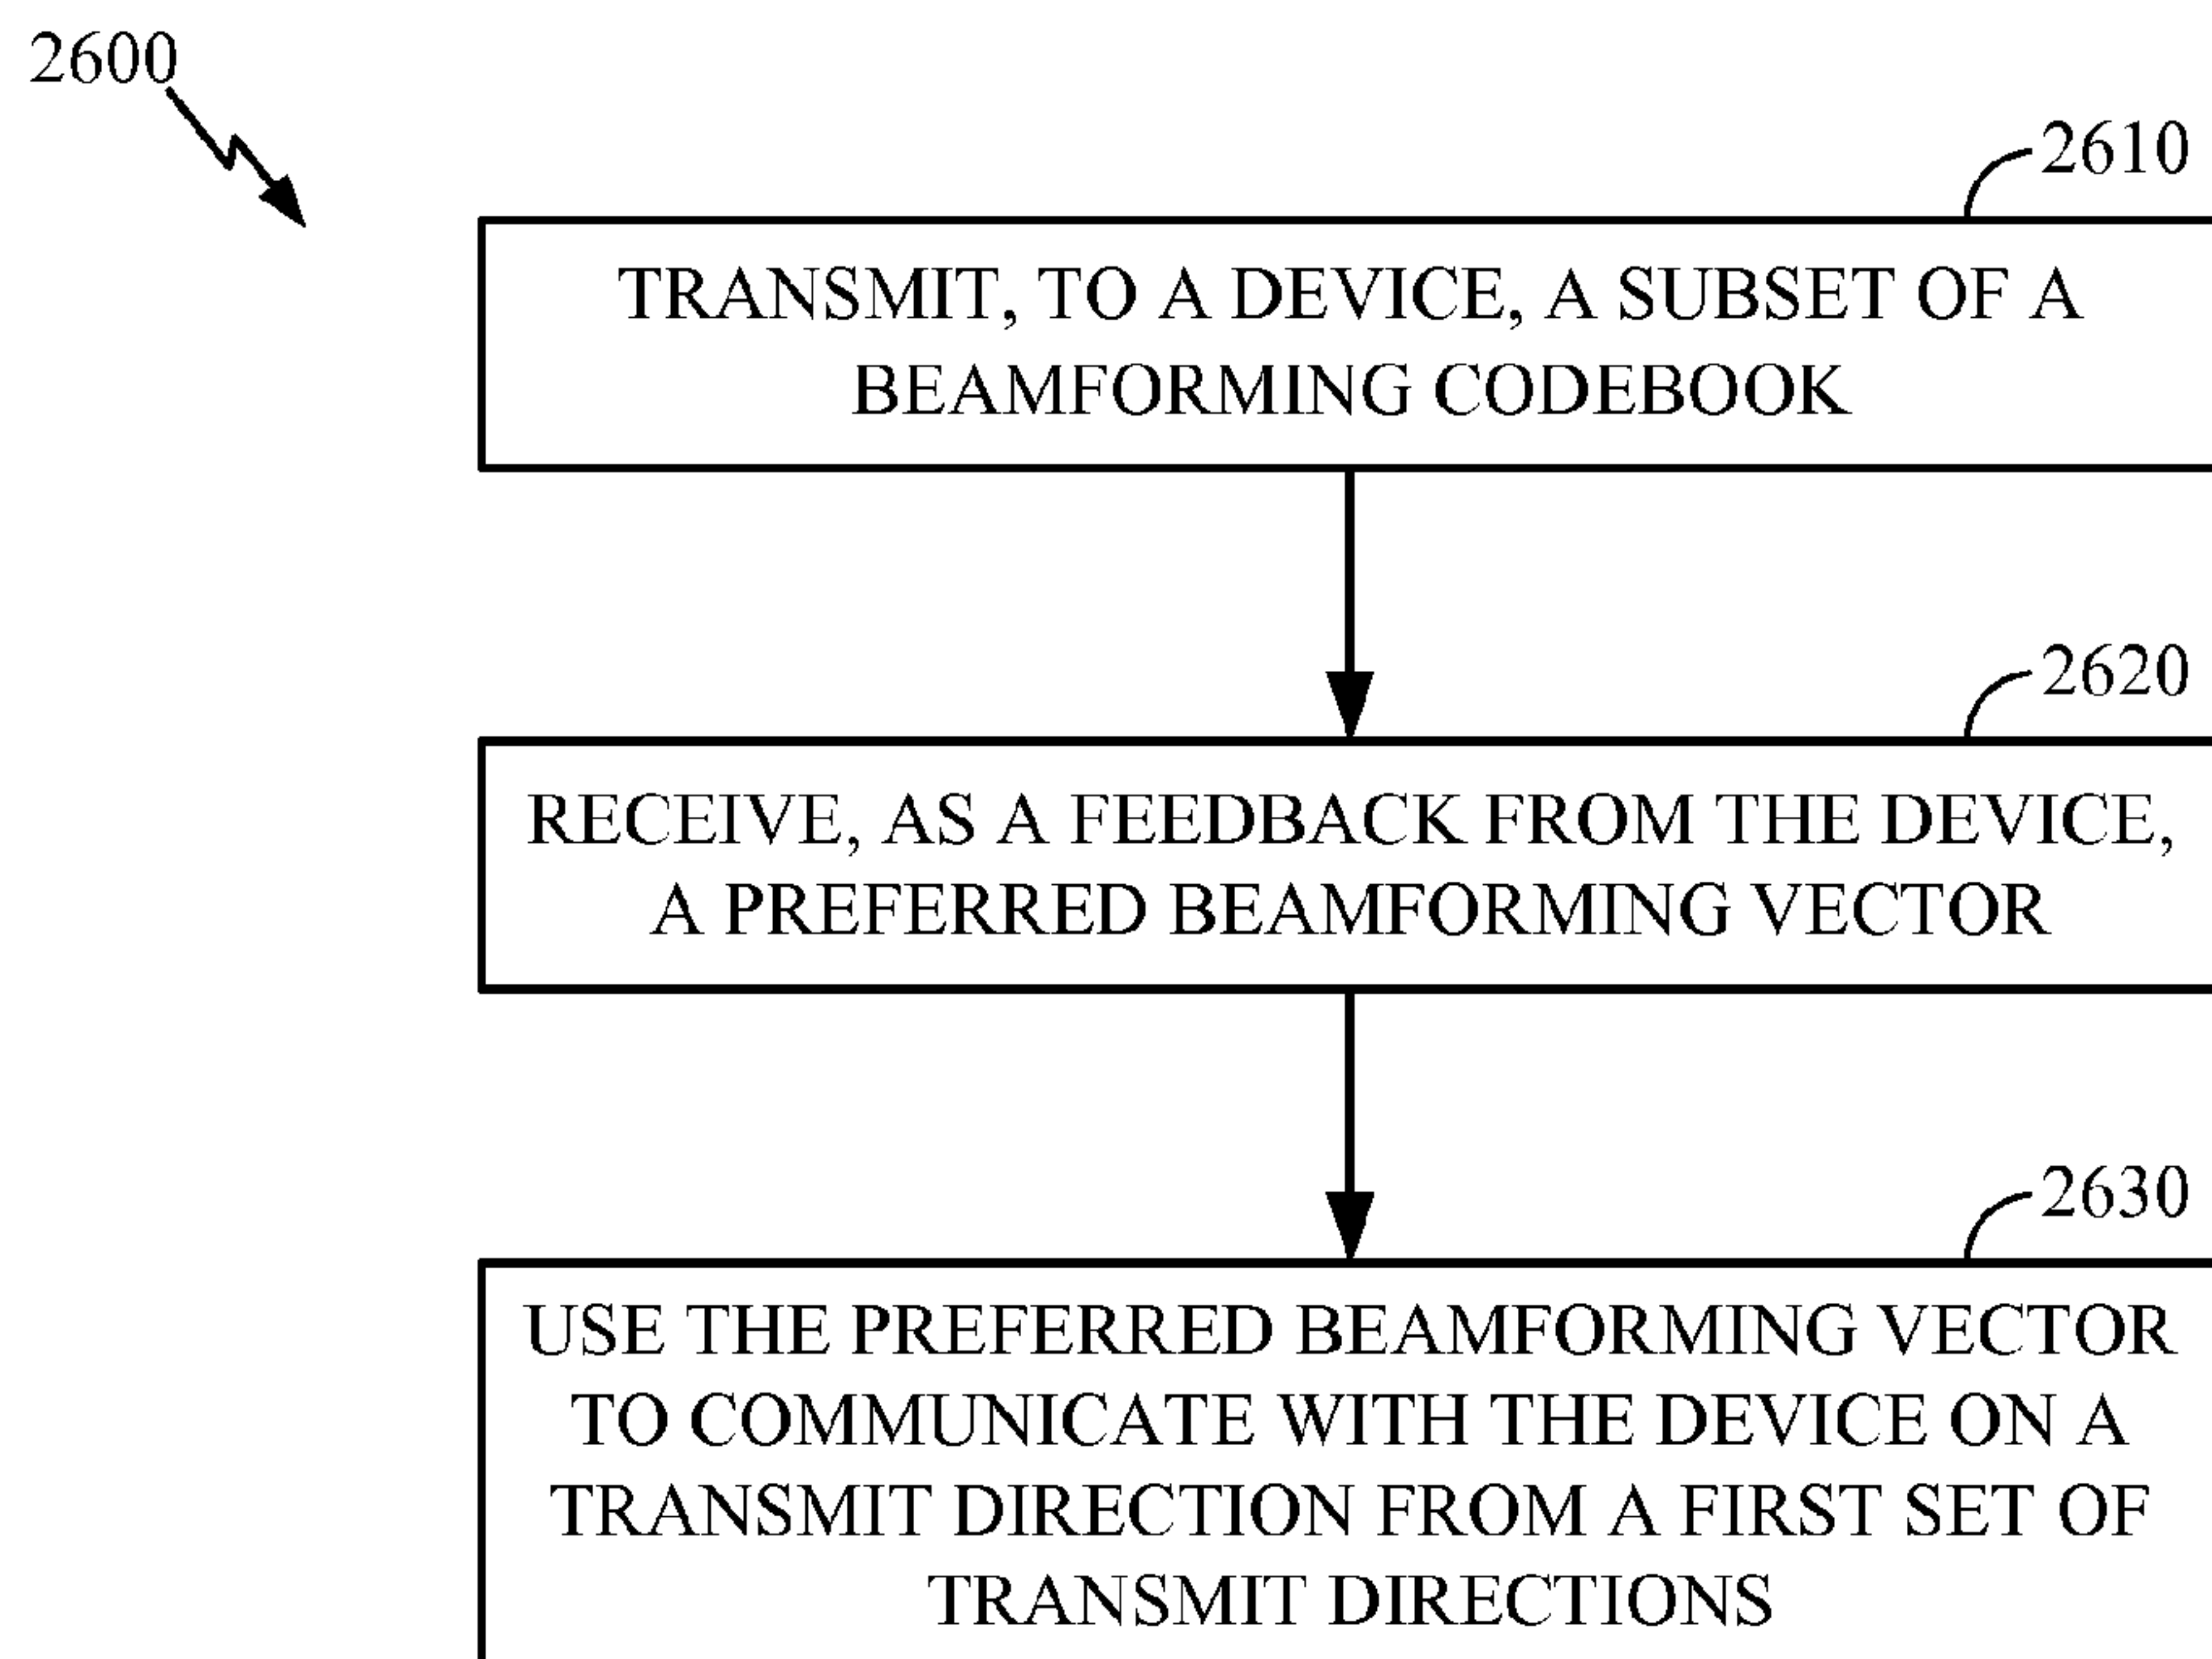 2600
2610
TRANSMIT, TO A DEVICE, A SUBSET OF A
BEAMFORMING CODEBOOK
2620
RECEIVE, AS A FEEDBACK FROM THE DEVICE,
A PREFERRED BEAMFORMING VECTOR
2630
USE THE PREFERRED BEAMFORMING VECTOR
TO COMMUNICATE WITH THE DEVICE ON A
TRANSMIT DIRECTION FROM A FIRST SET OF
TRANSMIT DIRECTIONS